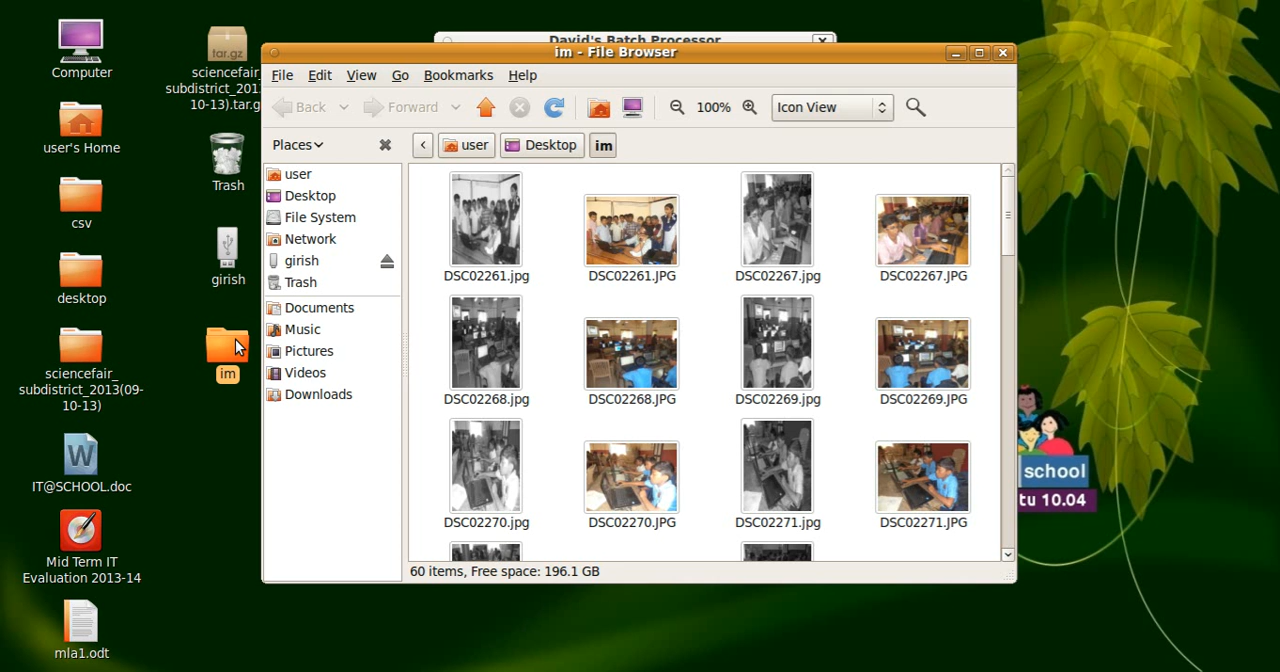 Computer
user's Home
csv
desktop
sciencefair_
subdistrict_2013(09-
10-13)
W
IT@SCHOOL.doc
Mid Term IT
Evaluation 2013-14
mla1.odt
tar.gz
sciencefair_
subdistrict_201
10-13).tar.g
Trash
girish
im
David's Batch Processor
im - File Browser
File Edit View Go Bookmarks Help
Back Forward 100% Icon View
Places user Desktop im
user
Desktop
File System
Network
girish
Trash
Documents
Music
Pictures
Videos
Downloads
DSC02261.jpg DSC02261.JPG DSC02267.jpg DSC02267.JPG
DSC02268.jpg DSC02268.JPG DSC02269.jpg DSC02269.JPG
DSC02270.jpg DSC02270.JPG DSC02271.jpg DSC02271.JPG
60 items, Free space: 196.1 GB
school
tu 10.04